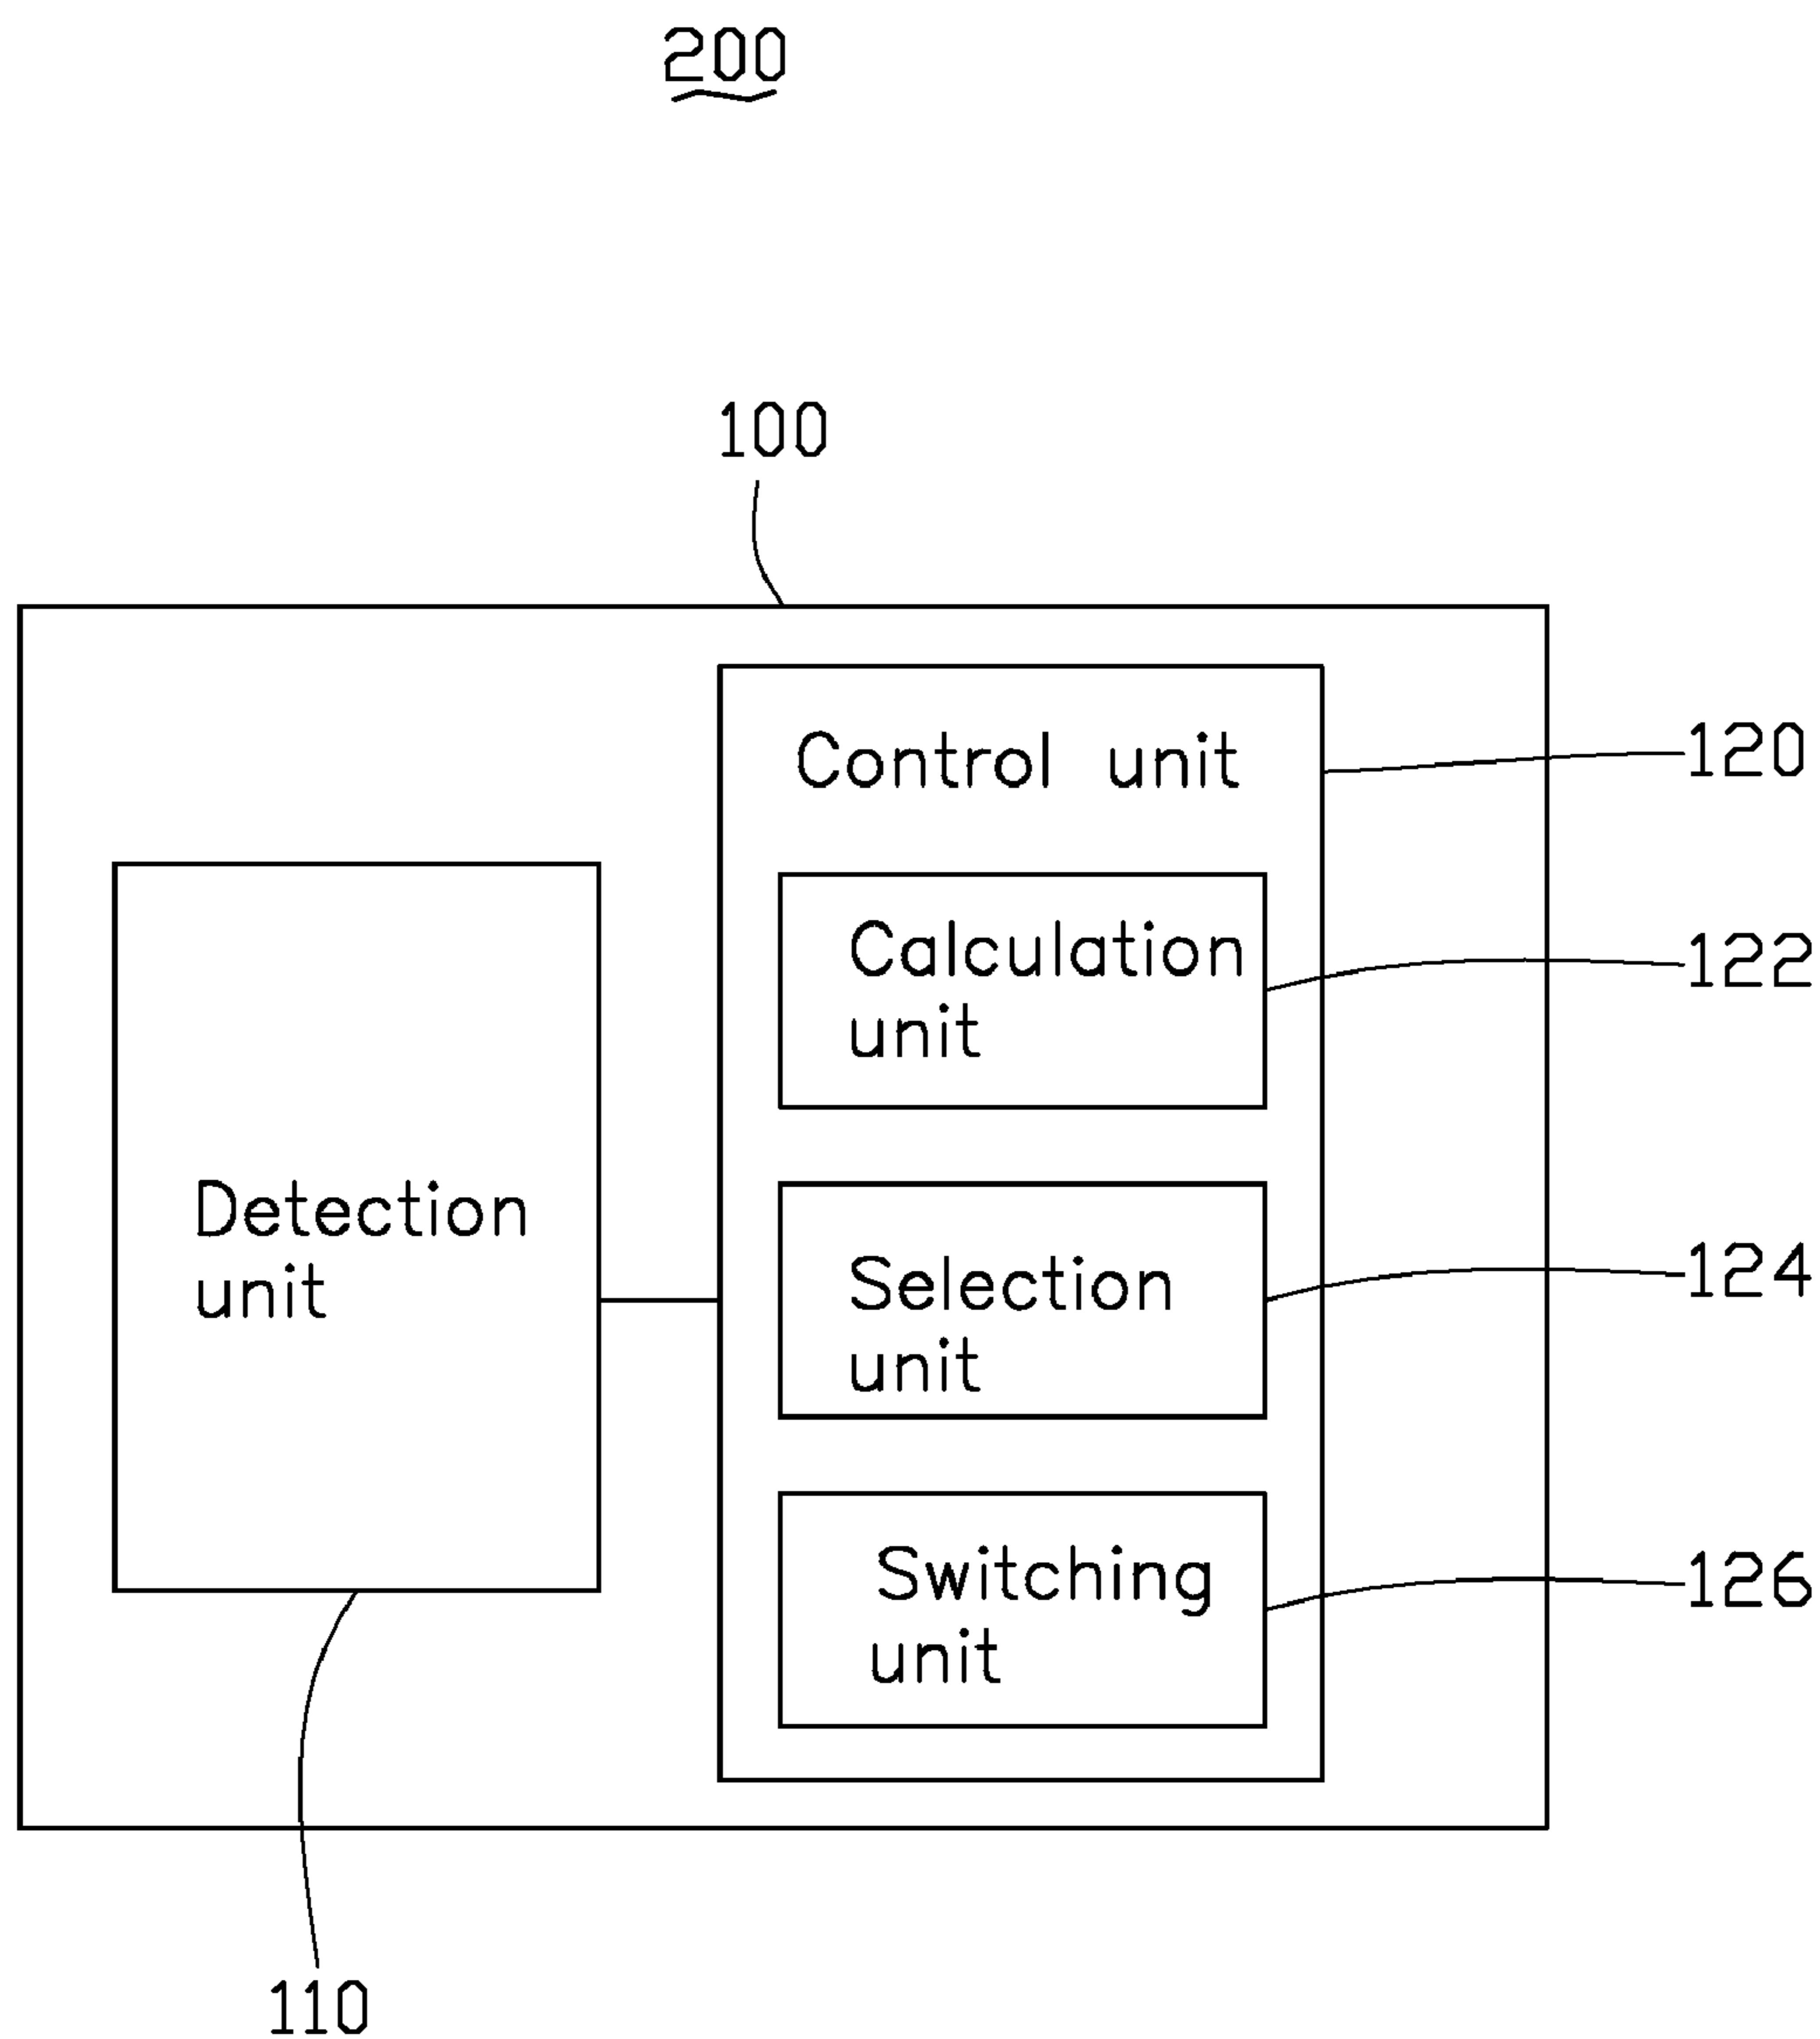 200
100
Control unit
120
Calculation
unit
122
Detection
unit
Selection
unit
124
Switching
unit
126
110